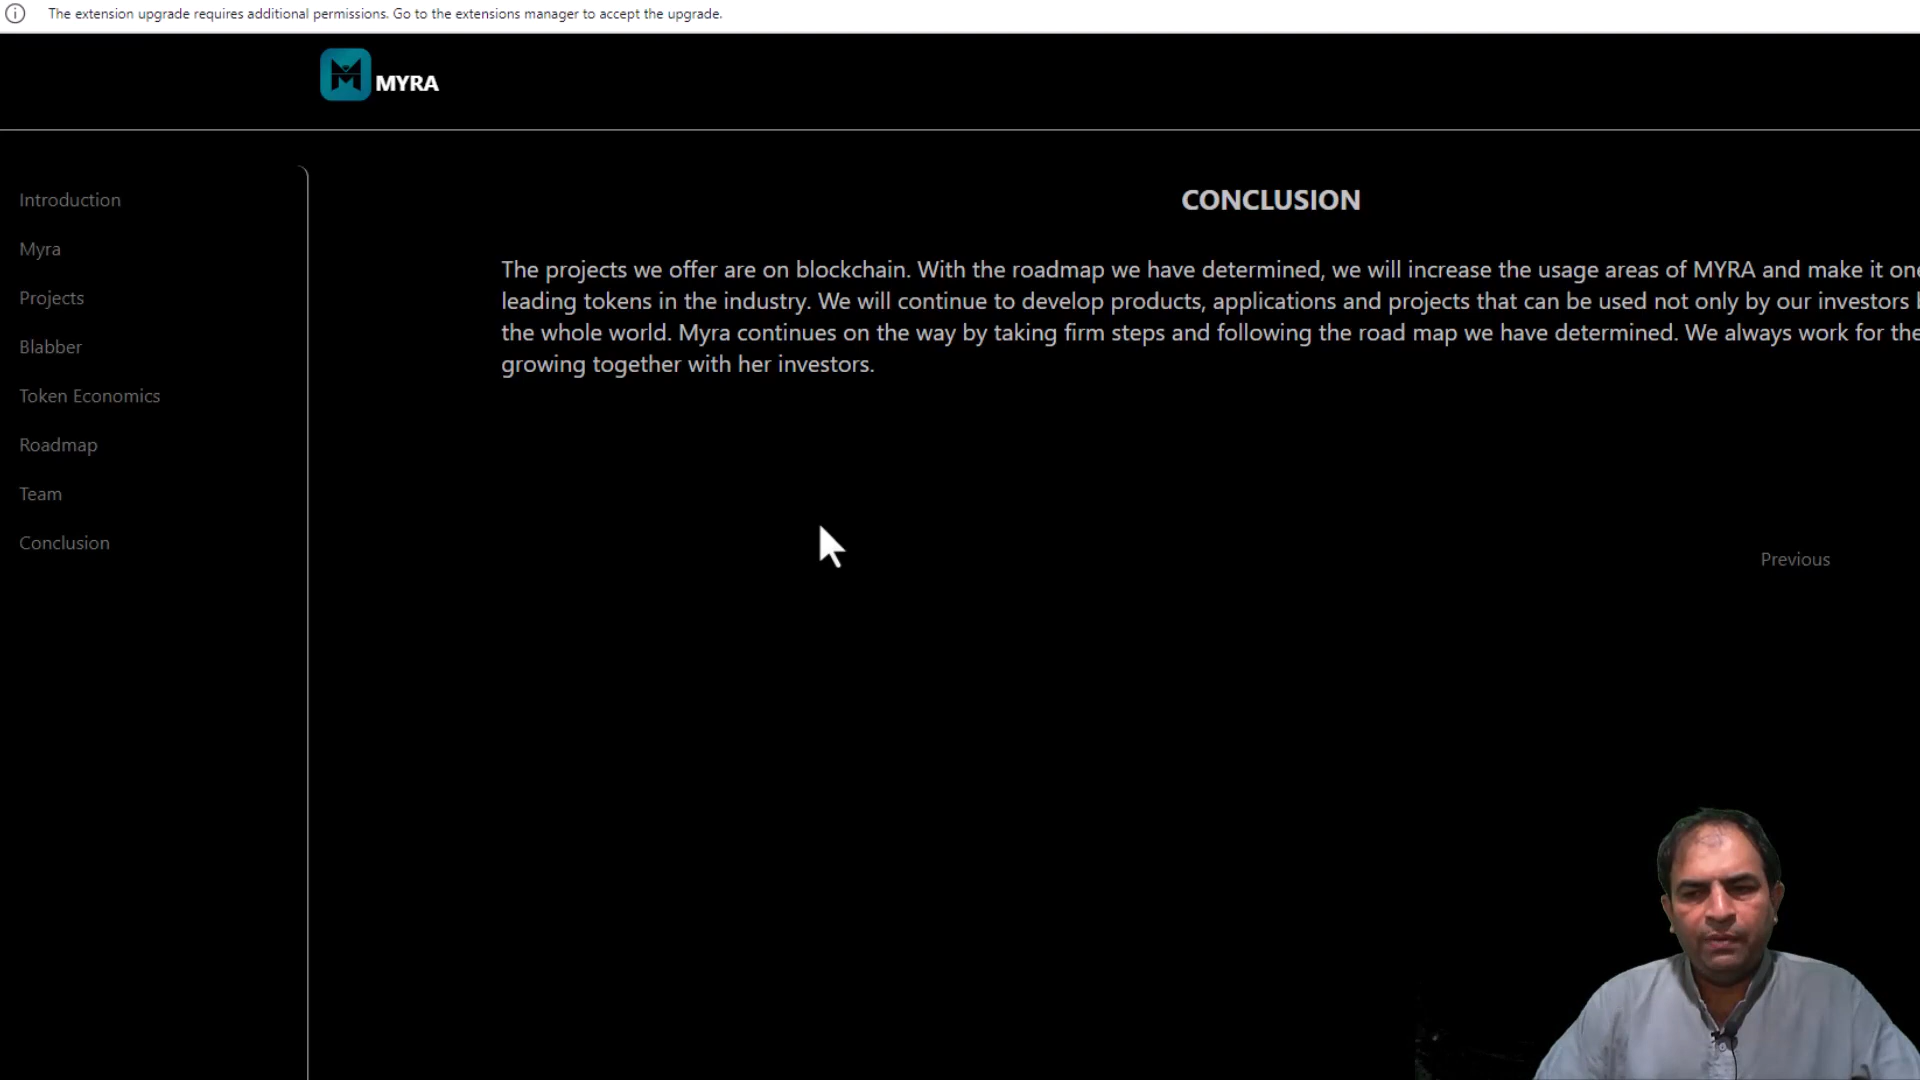 The extension upgrade requires additional permissions. Go to the extensions manager to accept the upgrade.
MYRA
Introduction
Myra
Projects
Blabber
Token Economics
Roadmap
Team
Conclusion
CONCLUSION
The projects we offer are on blockchain. With the roadmap we have determined, we will increase the usage areas of MYRA and make it
leading tokens in the industry. We will continue to develop products, applications and projects that can be used not only by our investors
the whole world. Myra continues on the way by taking firm steps and following the road map we have determined. We always work for
growing together with her investors.
Previous